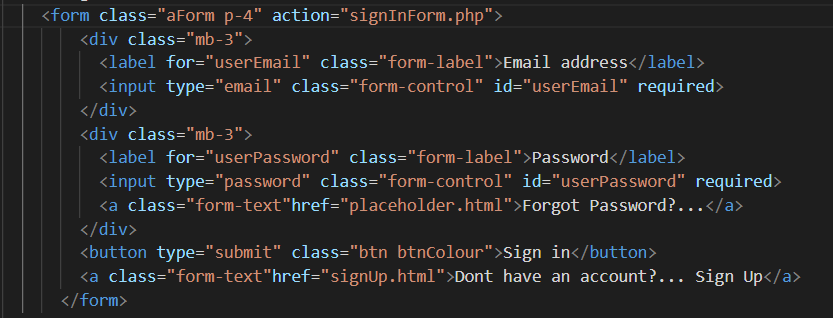 <form class="aForm p-4" action="signInForm.php">
<div class="mb-3">
<label for="userEmail" class="form-label">Email address</label>
<input type="email" class="form-control" id="userEmail" required>
</div>
<div class="mb-3">
<label for="userPassword" class="form-label">Password</label>
<input type="password" class="form-control" id="userPassword" required>
<a class="form-text"href="placeholder.html">Forgot Password?...</a>
</div>
<button type="submit" class="btn btnColour">Sign in</button>
<a class="form-text"href="signUp.html">Dont have an account?... Sign Up</a>
</form>